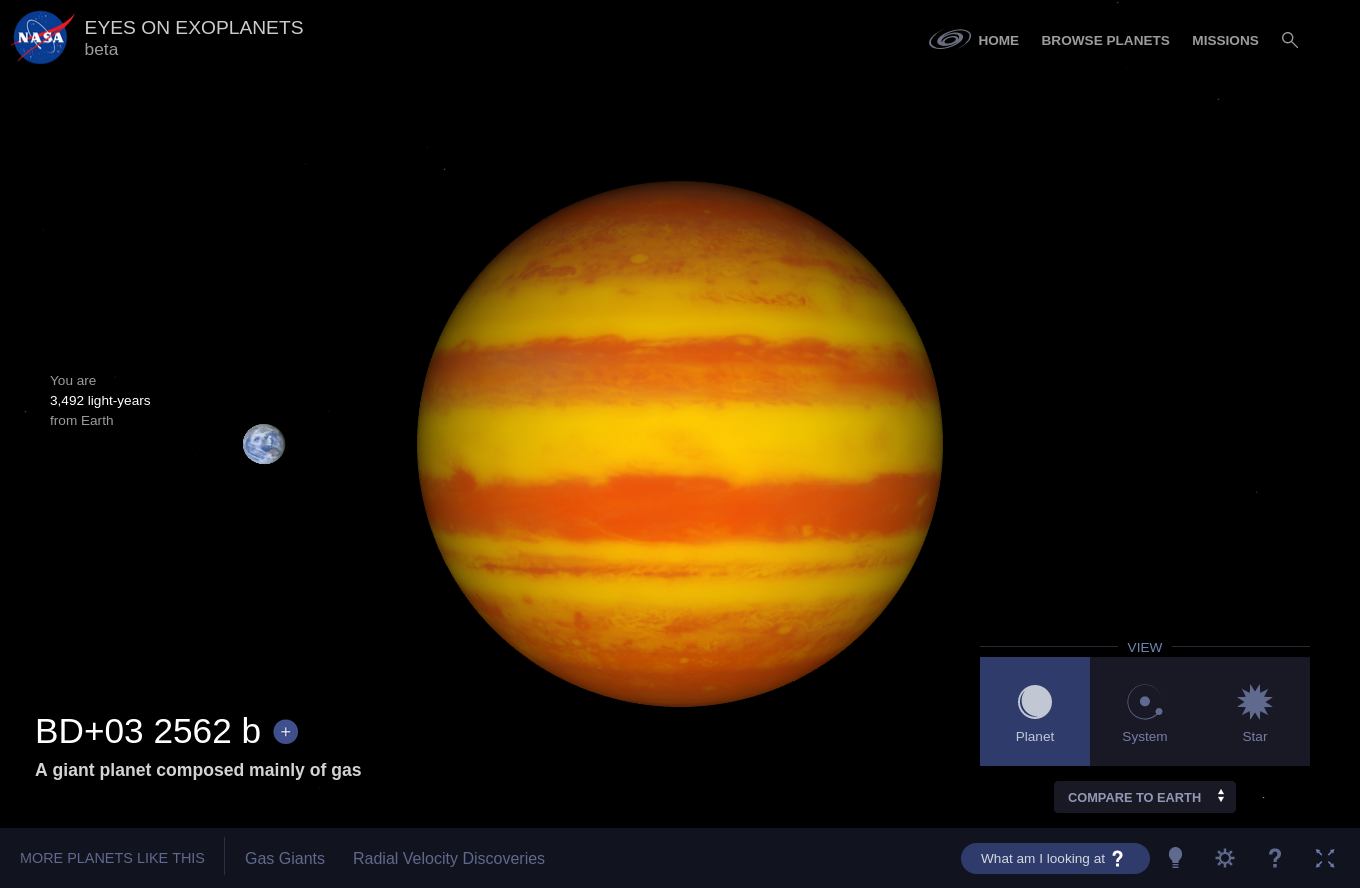 NASA
EYES ON EXOPLANETS
beta
HOME BROWSE PLANETS MISSIONS
You are
3,492 light-years
from Earth
BD+03 2562 b +
A giant planet composed mainly of gas
VIEW
Planet System Star
COMPARE TO EARTH
MORE PLANETS LIKE THIS Gas Giants Radial Velocity Discoveries What am I looking at ? ?